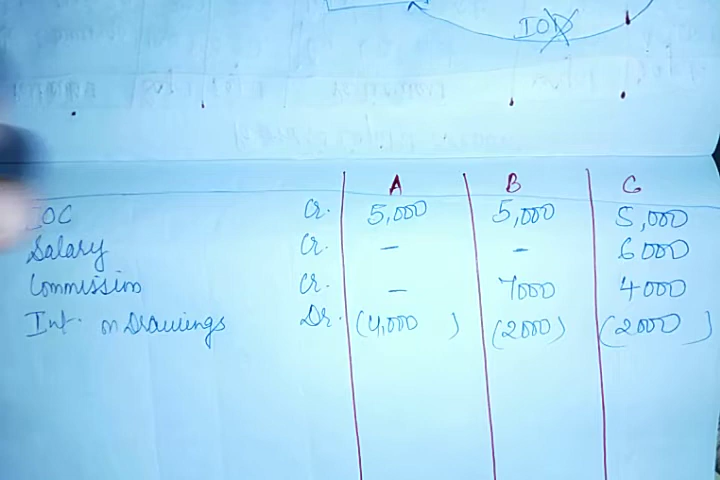 IOD
A B C
IOC Cr. 5,000 5,000 5,000
Salary Cr. - - 6000
Commission Cr. - 7000 4000
Int. on Drawings Dr. (4,000) (2000) (2000)